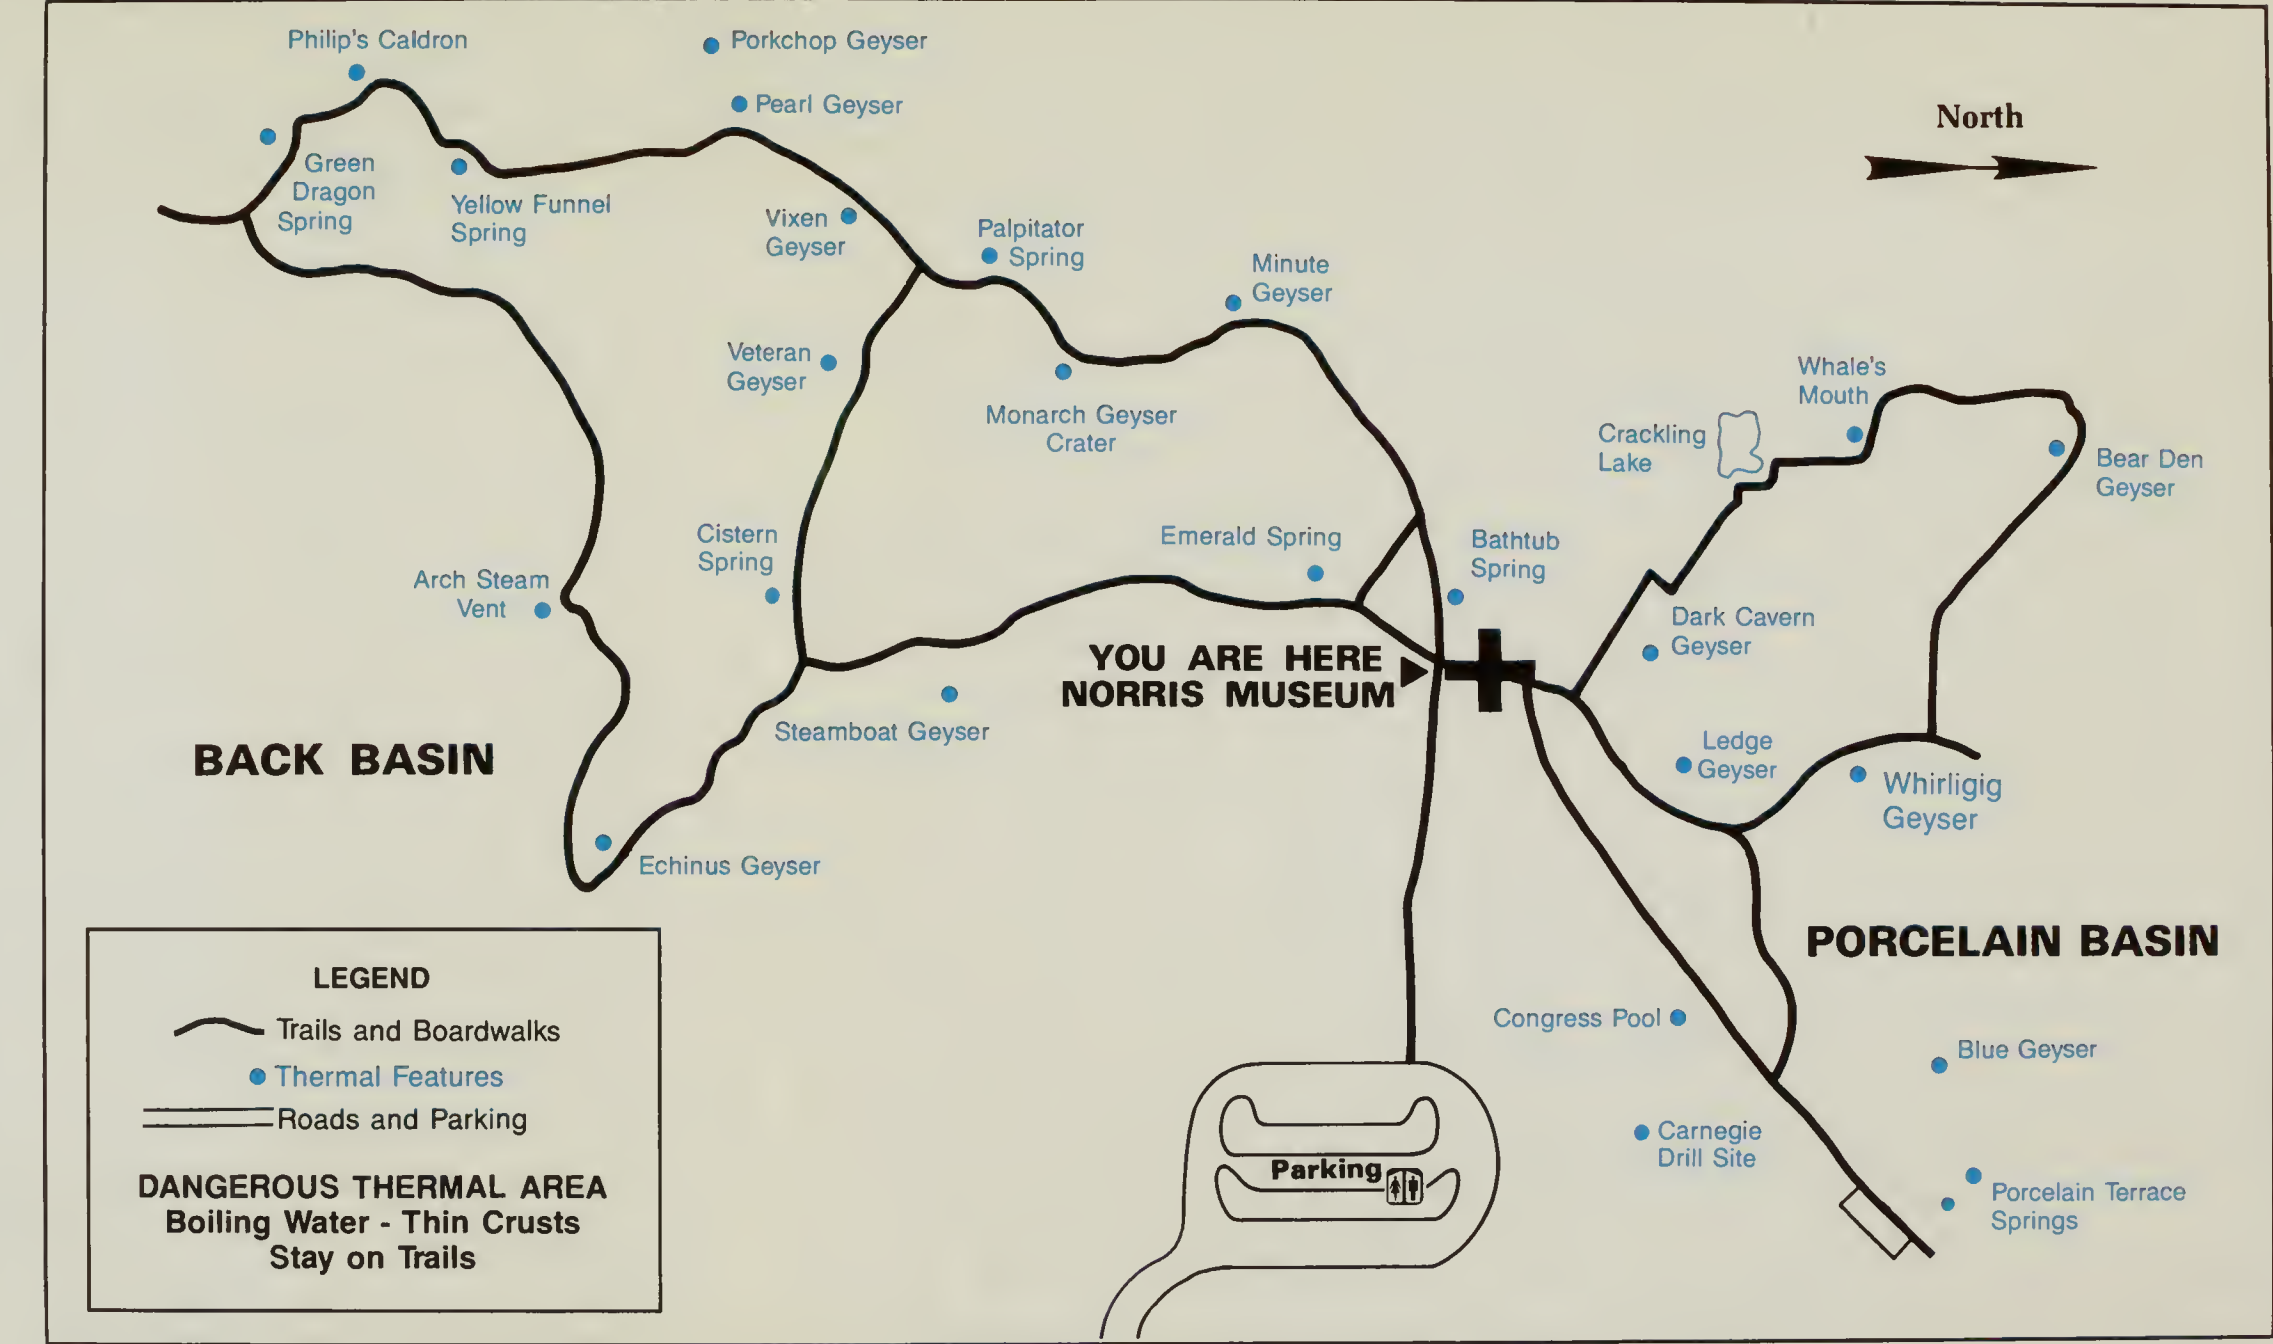 Philip's Caldron
Porkchop Geyser
Pearl Geyser
North
Green
Dragon
Spring
Yellow Funnel
Spring
Vixen
Geyser
Palpitator
Spring
Minute
Geyser
Veteran
Geyser
Monarch Geyser
Crater
Whale's
Mouth
Crackling
Lake
Bear Den
Geyser
Cistern
Spring
Emerald Spring
Bathtub
Spring
Arch Steam
Vent
Dark Cavern
Geyser
YOU ARE HERE
NORRIS MUSEUM
Steamboat Geyser
BACK BASIN
Ledge
Geyser
Whirligig
Geyser
Echinus Geyser
PORCELAIN BASIN
LEGEND
Trails and Boardwalks
Thermal Features
Roads and Parking
DANGEROUS THERMAL AREA
Boiling Water - Thin Crusts
Stay on Trails
Congress Pool
Blue Geyser
Carnegie
Drill Site
Parking
Porcelain Terrace
Springs